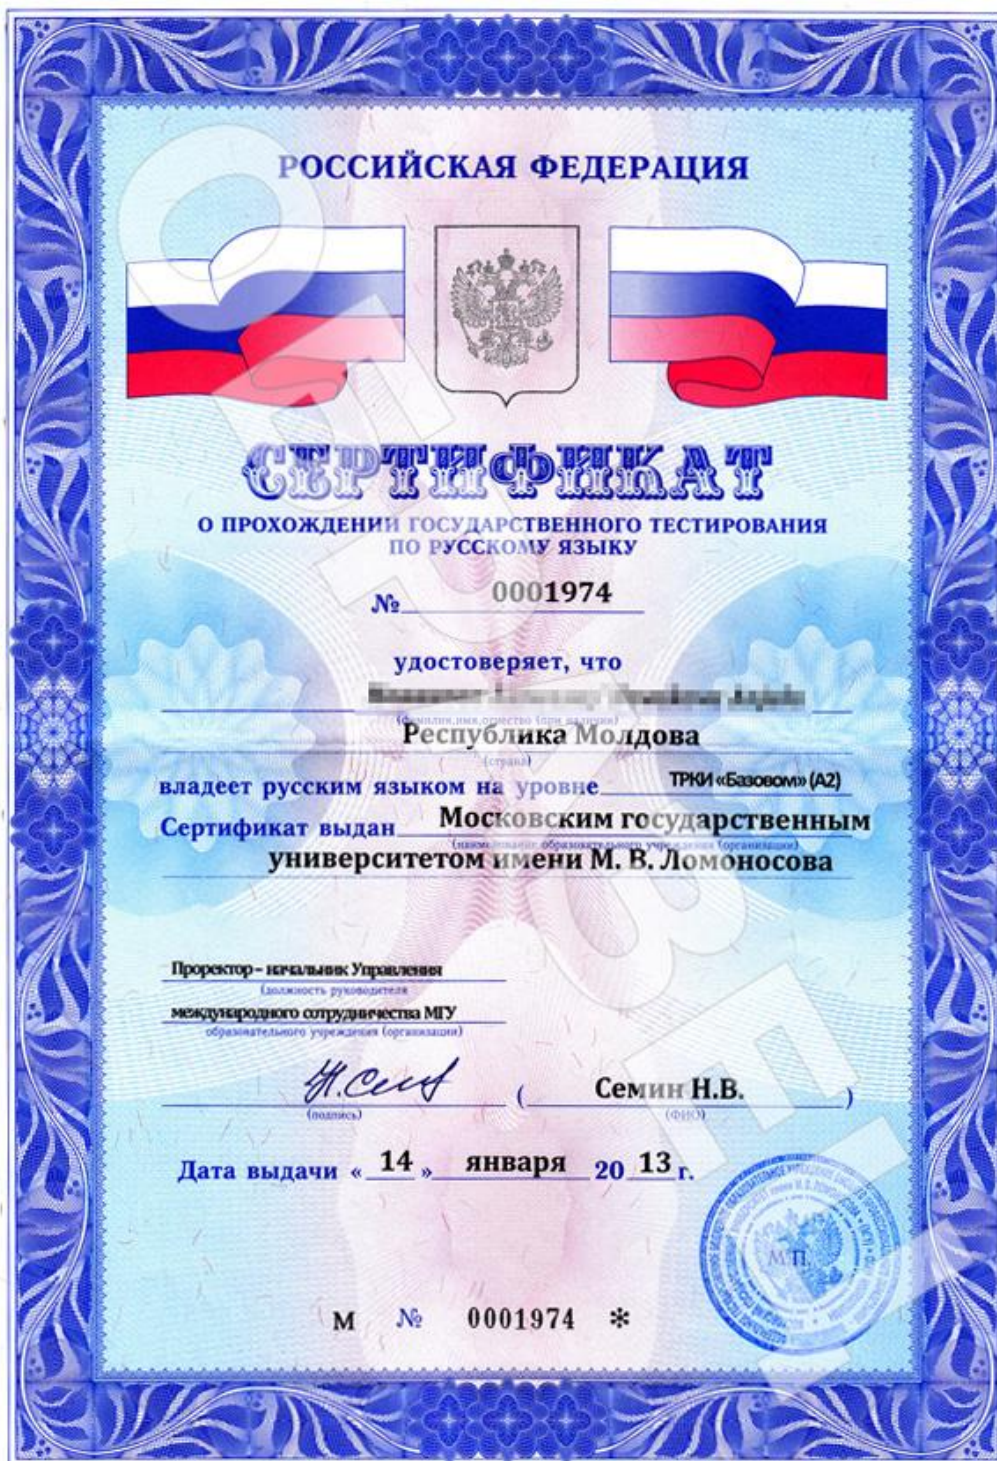 РОССИЙСКАЯ ФЕДЕРАЦИЯ
СЕРТИФИКАТ
О ПРОХОЖДЕНИИ ГОСУДАРСТВЕННОГО ТЕСТИРОВАНИЯ
ПО РУССКОМУ ЯЗЫКУ
№ 0001974
удостоверяет, что
(фамилия, имя, отчество (при наличии)
Республика Молдова
(страна)
владеет русским языком на уровне ТРКИ «Базовом» (А2)
Сертификат выдан Московским государственным
(наименование образовательного учреждения (организации)
университетом имени М. В. Ломоносова
Проректор – начальник Управления
(должность руководителя
международного сотрудничества МГУ
образовательного учреждения (организации)
(подпись)
( Семин Н.В. )
(ФИО)
Дата выдачи « 14 » января 20 13 г.
М.П.
М № 0001974 *